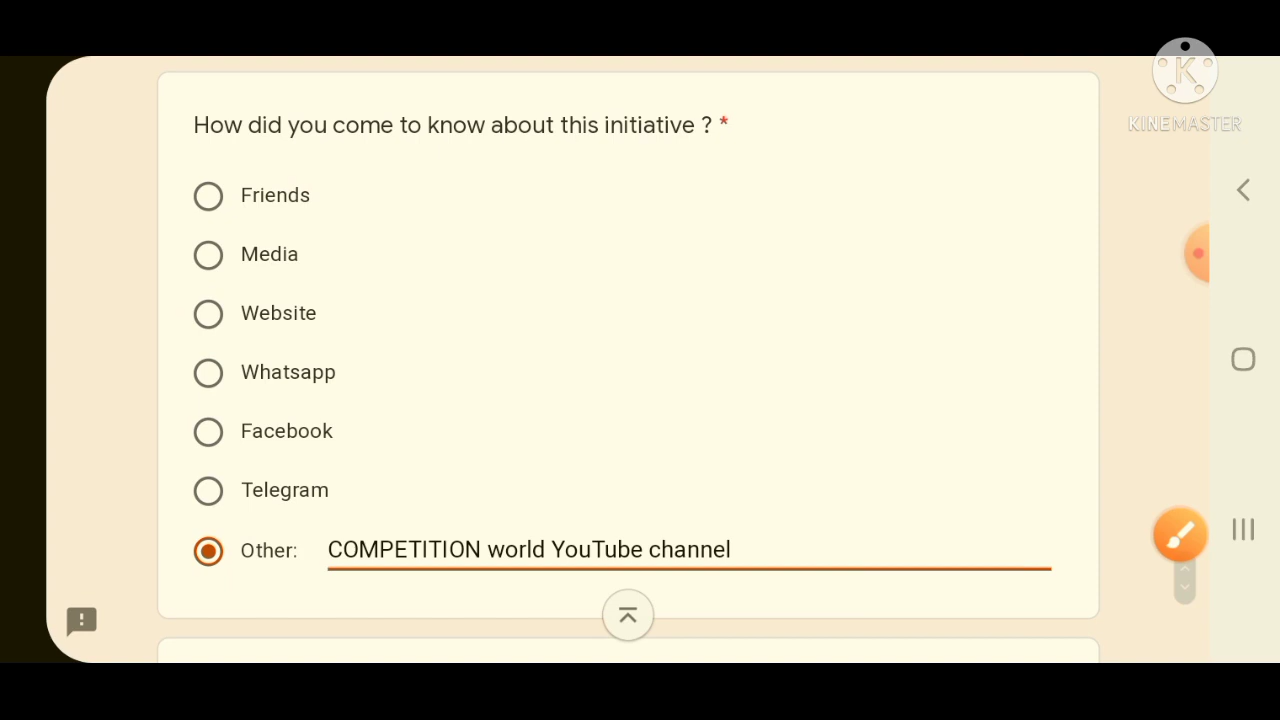 How did you come to know about this initiative ? *
Friends
Media
Website
Whatsapp
Facebook
Telegram
Other: COMPETITION world YouTube channel
K
KINEMASTER